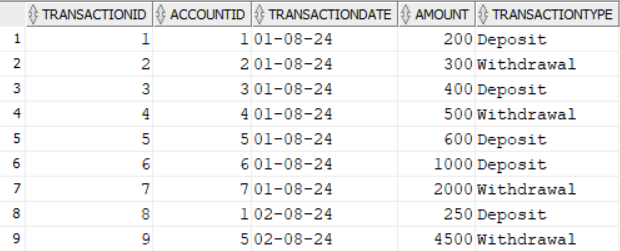 TRANSACTIONID ACCOUNTID TRANSACTIONDATE AMOUNT TRANSACTIONTYPE
1 1 1 01-08-24 200 Deposit
2 2 2 01-08-24 300 Withdrawal
3 3 3 01-08-24 400 Deposit
4 4 4 01-08-24 500 Withdrawal
5 5 5 01-08-24 600 Deposit
6 6 6 01-08-24 1000 Deposit
7 7 7 01-08-24 2000 Withdrawal
8 8 1 02-08-24 250 Deposit
9 9 5 02-08-24 4500 Withdrawal